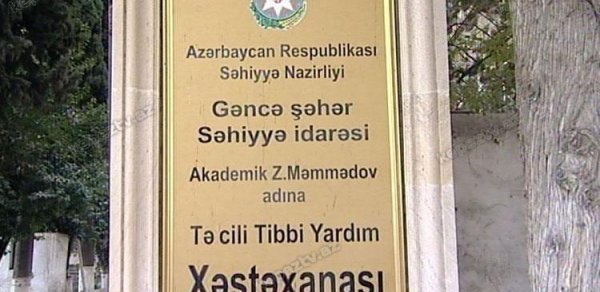 Azərbaycan Respublikası
Səhiyyə Nazirliyi
Gəncə şəhər
Səhiyyə idarəsi
Akademik Z.Məmmədov
adına
Təcili Tibbi Yardım
Xəstəxanası